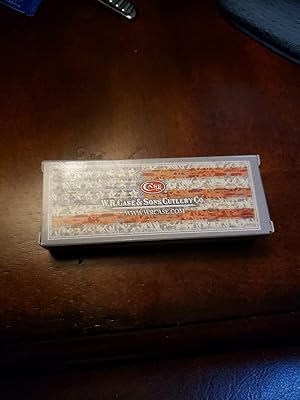 CASE
W.R. CASE & SONS CUTLERY CO.
WWW.WRCASE.COM